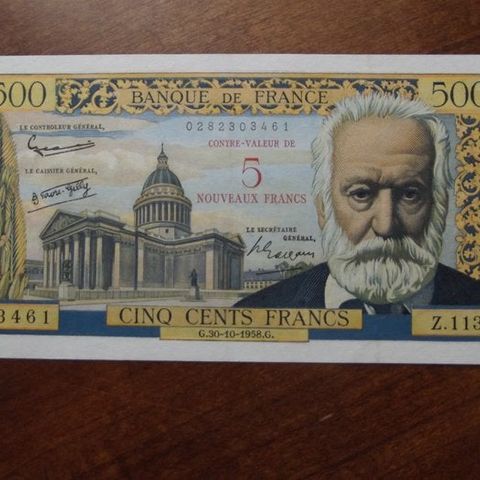 500
BANQUE DE FRANCE
500
LE CONTROLEUR GÉNÉRAL,
0282303461
CONTRE-VALEUR DE
5
NOUVEAUX FRANCS
LE CAISSIER GÉNÉRAL,
LE SECRÉTAIRE
GÉNÉRAL,
3461
CINQ CENTS FRANCS
Z.113
G.30-10-1958.G.